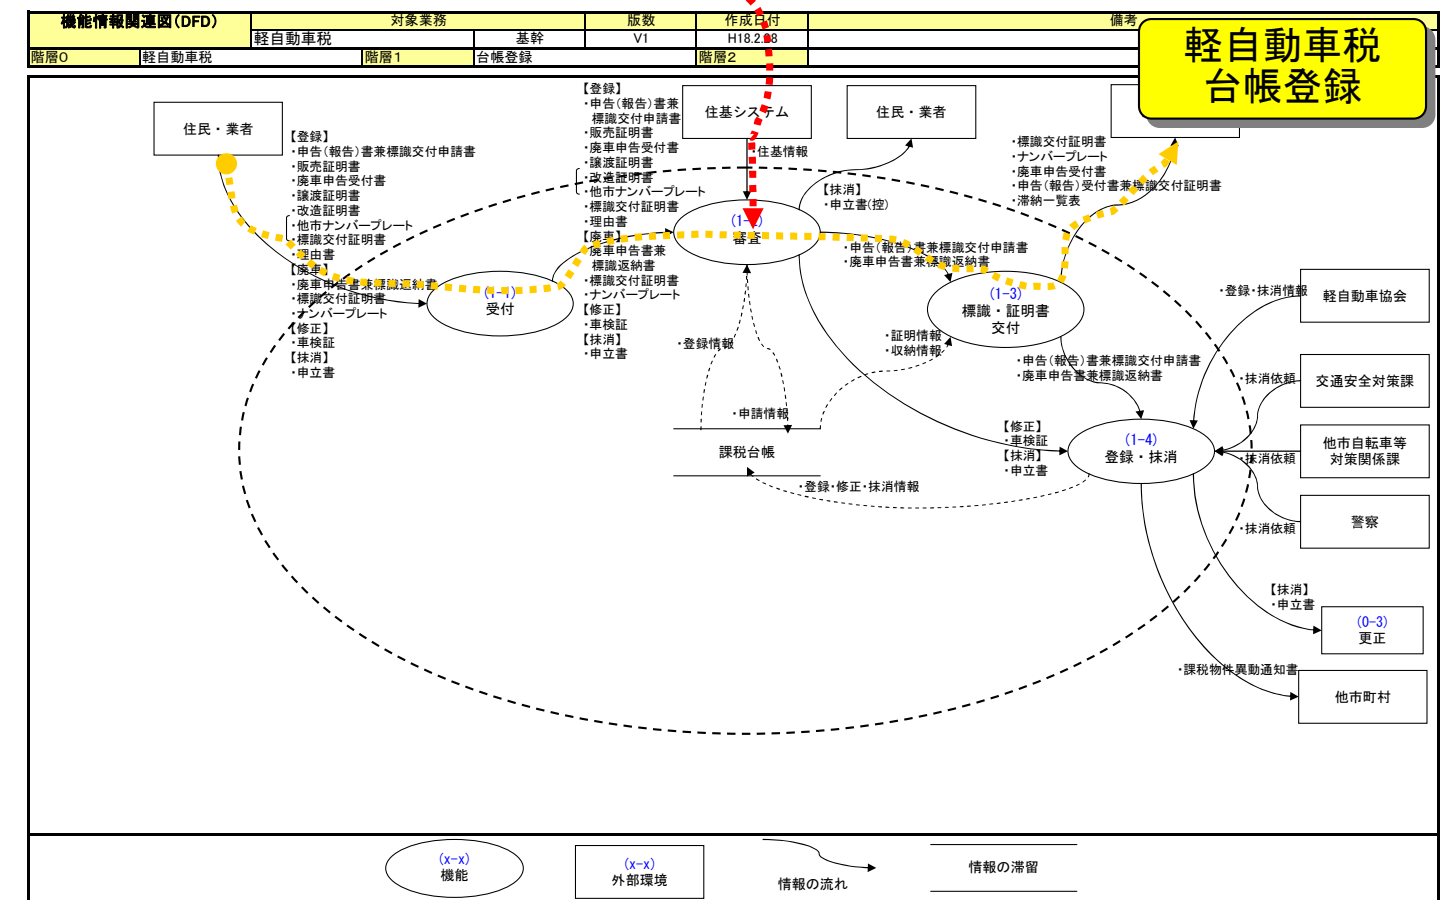 機能情報関連図(DFD)
対象業務
版数
作成日付
備考
軽自動車税
基幹
V1
H18.2.28
階層0
軽自動車税
階層1
台帳登録
階層2
軽自動車税
台帳登録
住民・業者
【登録】
・申告(報告)書兼標識交付申請書
・販売証明書
・廃車申告受付書
・譲渡証明書
・改造証明書
・他市ナンバープレート
・標識交付証明書
・理由書
【廃車】
・廃車申告書兼標識返納書
・標識交付証明書
・ナンバープレート
【修正】
・車検証
【抹消】
・申立書
(1-1)
受付
【登録】
・申告(報告)書兼
標識交付申請書
・販売証明書
・廃車申告受付書
・譲渡証明書
・改造証明書
・他市ナンバープレート
・標識交付証明書
・理由書
【廃車】
・廃車申告書兼
標識返納書
・標識交付証明書
・ナンバープレート
【修正】
・車検証
【抹消】
・申立書
住基システム
・住基情報
(1-2)
審査
住民・業者
【抹消】
・申立書(控)
・標識交付証明書
・ナンバープレート
・廃車申告受付書
・申告(報告)受付書兼標識交付証明書
・滞納一覧表
・申告(報告)書兼標識交付申請書
・廃車申告書兼標識返納書
(1-3)
標識・証明書
交付
・証明情報
・収納情報
・登録情報
・申請情報
課税台帳
・登録・修正・抹消情報
・申告(報告)書兼標識交付申請書
・廃車申告書兼標識返納書
【修正】
・車検証
【抹消】
・申立書
(1-4)
登録・抹消
・登録・抹消情報
軽自動車協会
・抹消依頼
交通安全対策課
・抹消依頼
他市自転車等
対策関係課
・抹消依頼
警察
【抹消】
・申立書
(0-3)
更正
・課税物件異動通知書
他市町村
(x-x)
機能
(x-x)
外部環境
情報の流れ
情報の滞留